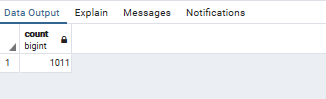 Data Output Explain Messages Notifications
count
bigint
1 1011